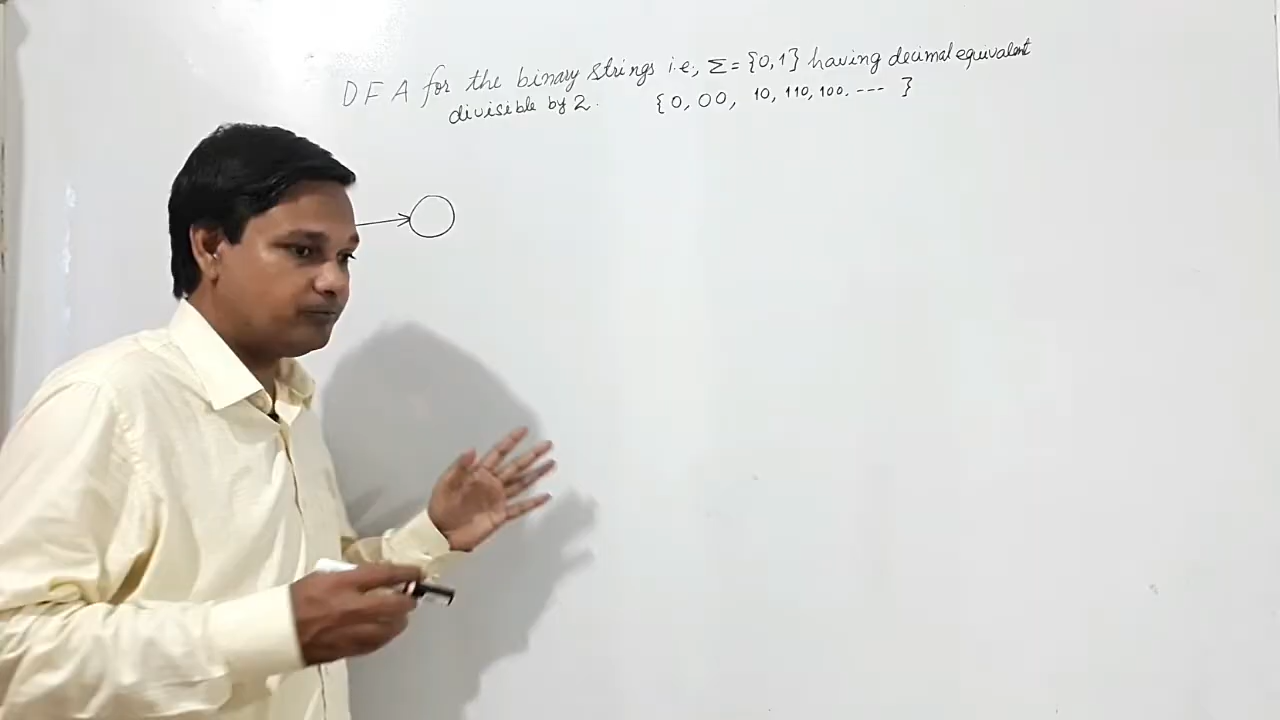 DFA for the binary strings i.e., Σ = {0,1} having decimal equivalent
divisible by 2. {0, 00, 10, 110, 100. --- }